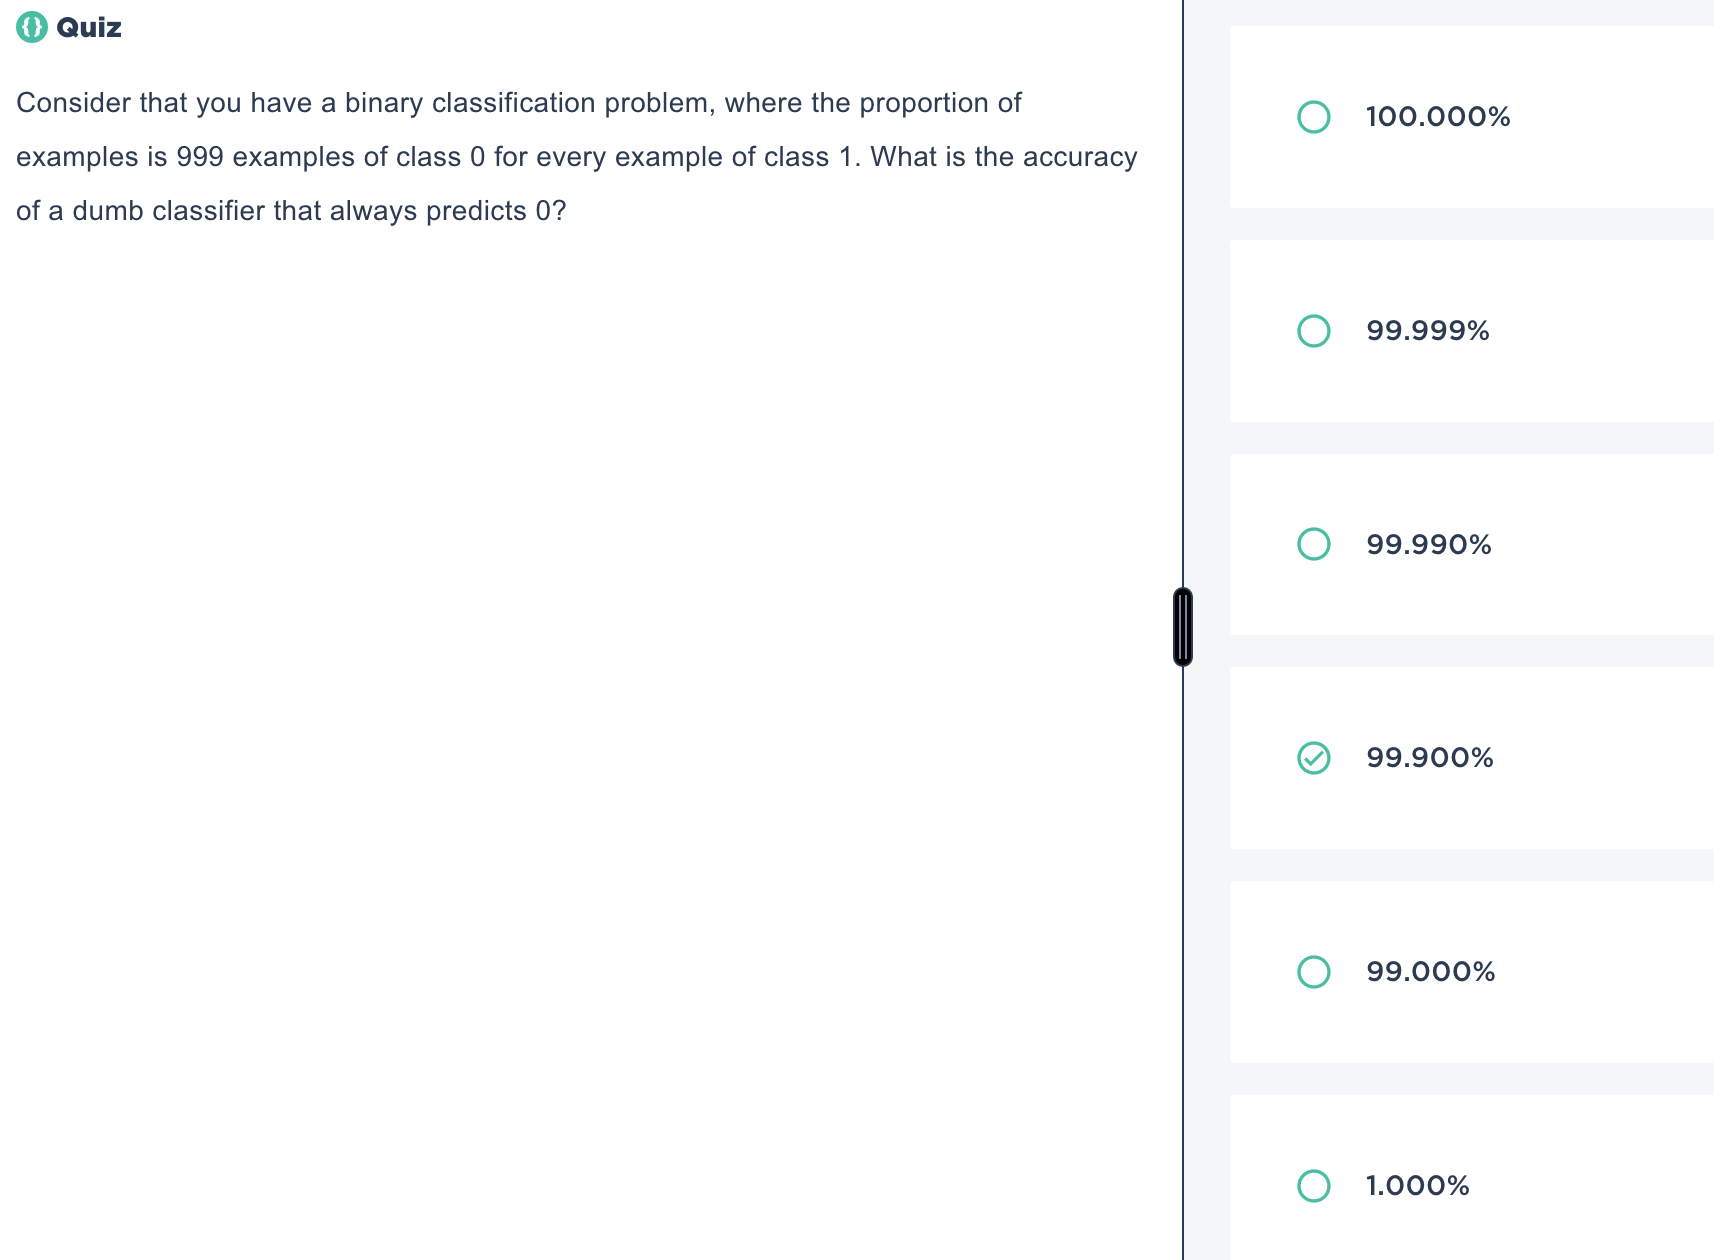 Quiz
Consider that you have a binary classification problem, where the proportion of
examples is 999 examples of class 0 for every example of class 1. What is the accuracy
of a dumb classifier that always predicts 0?
100.000%
99.999%
99.990%
99.900%
99.000%
1.000%